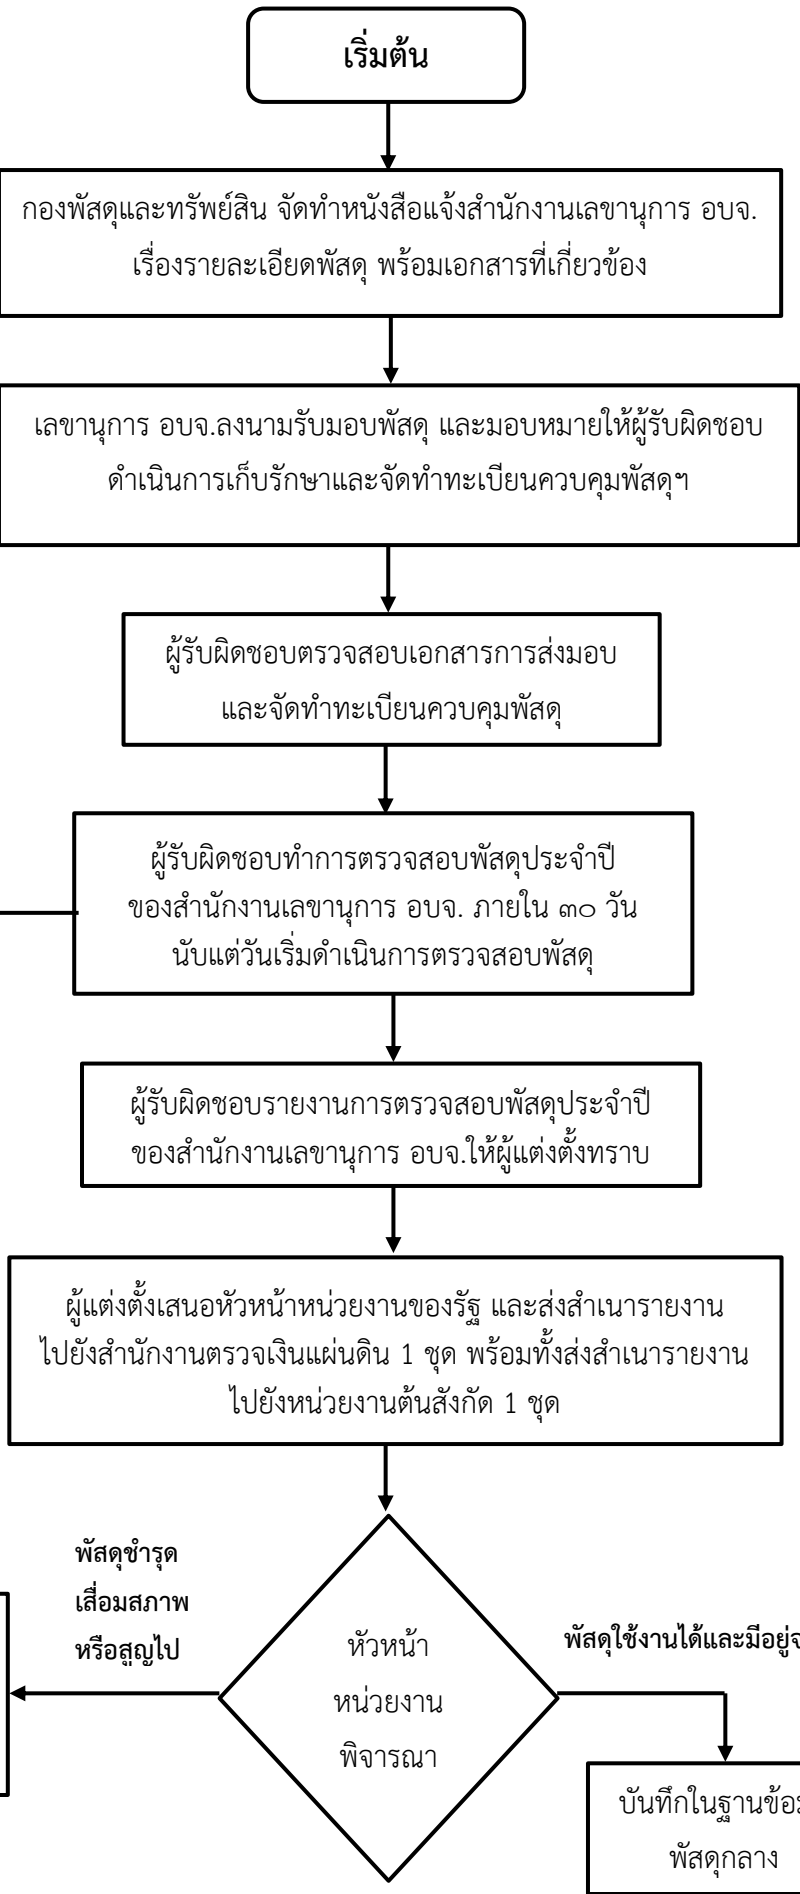 เริ่มต้น
กองพัสดุและทรัพย์สิน จัดทำหนังสือแจ้งสำนักงานเลขานุการ อบจ.
เรื่องรายละเอียดพัสดุ พร้อมเอกสารที่เกี่ยวข้อง
เลขานุการ อบจ.ลงนามรับมอบพัสดุ และมอบหมายให้ผู้รับผิดชอบ
ดำเนินการเก็บรักษาและจัดทำทะเบียนควบคุมพัสดุฯ
ผู้รับผิดชอบตรวจสอบเอกสารการส่งมอบ
และจัดทำทะเบียนควบคุมพัสดุ
ผู้รับผิดชอบทำการตรวจสอบพัสดุประจำปี
ของสำนักงานเลขานุการ อบจ. ภายใน ๓๐ วัน
นับแต่วันเริ่มดำเนินการตรวจสอบพัสดุ
ผู้รับผิดชอบรายงานการตรวจสอบพัสดุประจำปี
ของสำนักงานเลขานุการ อบจ.ให้ผู้แต่งตั้งทราบ
ผู้แต่งตั้งเสนอหัวหน้าหน่วยงานของรัฐ และส่งสำเนารายงาน
ไปยังสำนักงานตรวจเงินแผ่นดิน 1 ชุด พร้อมทั้งส่งสำเนารายงาน
ไปยังหน่วยงานต้นสังกัด 1 ชุด
พัสดุชำรุด
เสื่อมสภาพ
หรือสูญไป
หัวหน้า
หน่วยงาน
พิจารณา
พัสดุใช้งานได้และมีอยู่
บันทึกในฐาน
พัสดุกลาง